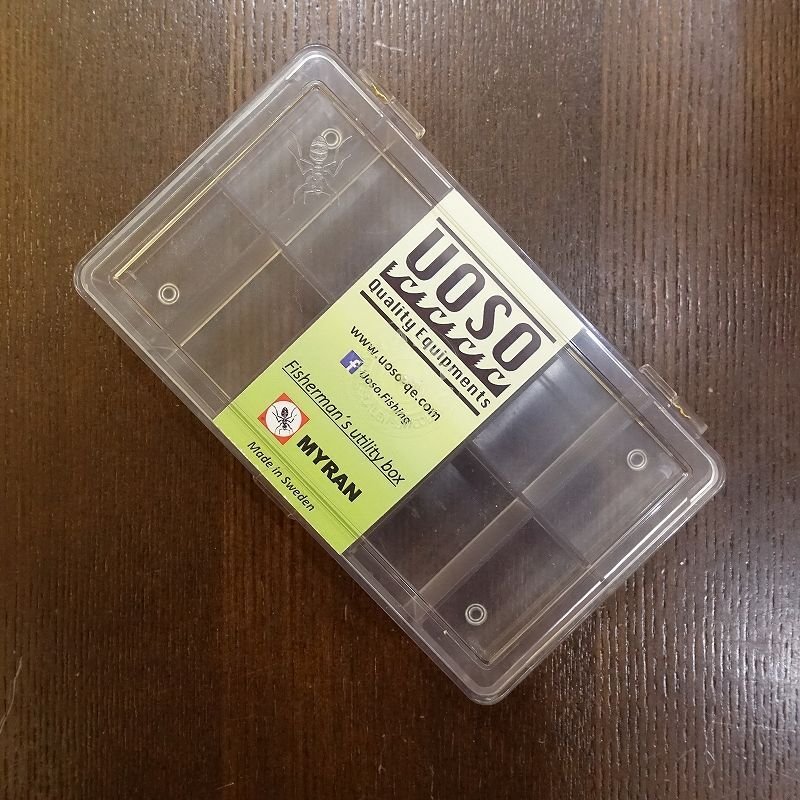 UOSO
Quality Equipments
www.uoso-qe.com
Uoso.Fishing
Fisherman´s utility box
MYRAN
Made in Sweden